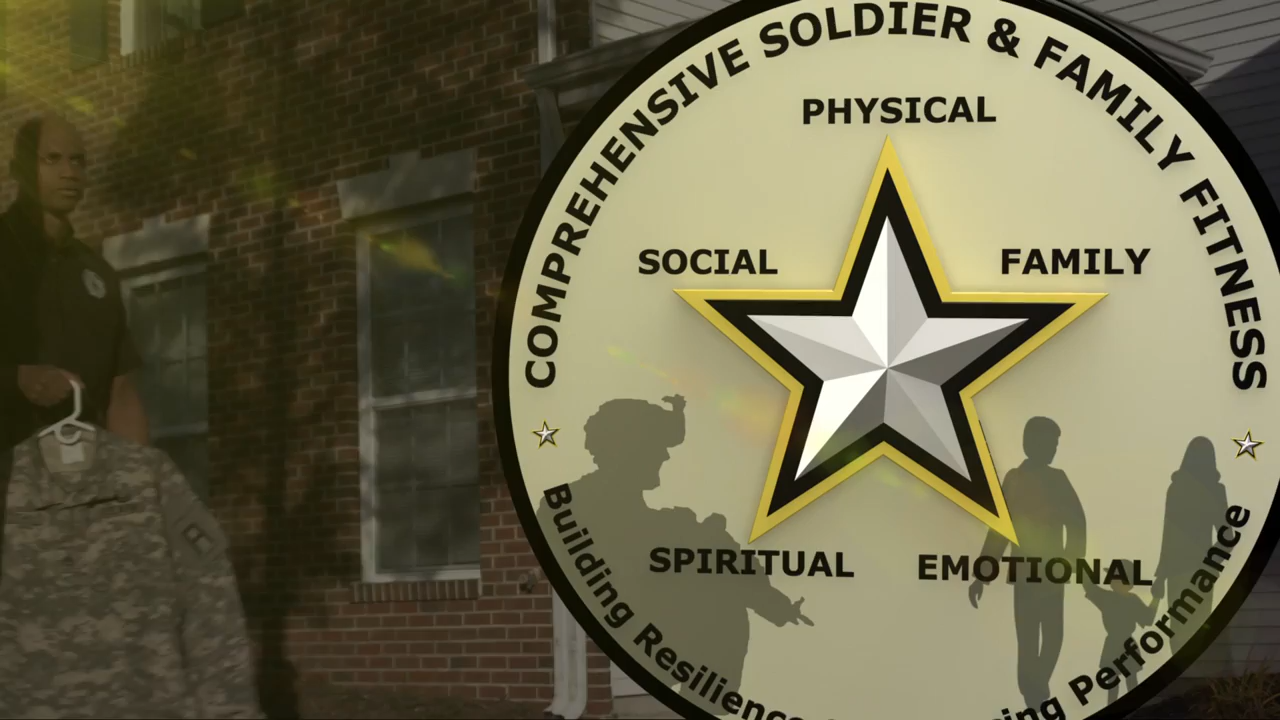 COMPREHENSIVE SOLDIER & FAMILY FITNESS
PHYSICAL
SOCIAL
FAMILY
SPIRITUAL
EMOTIONAL
Building Resilience
Performance